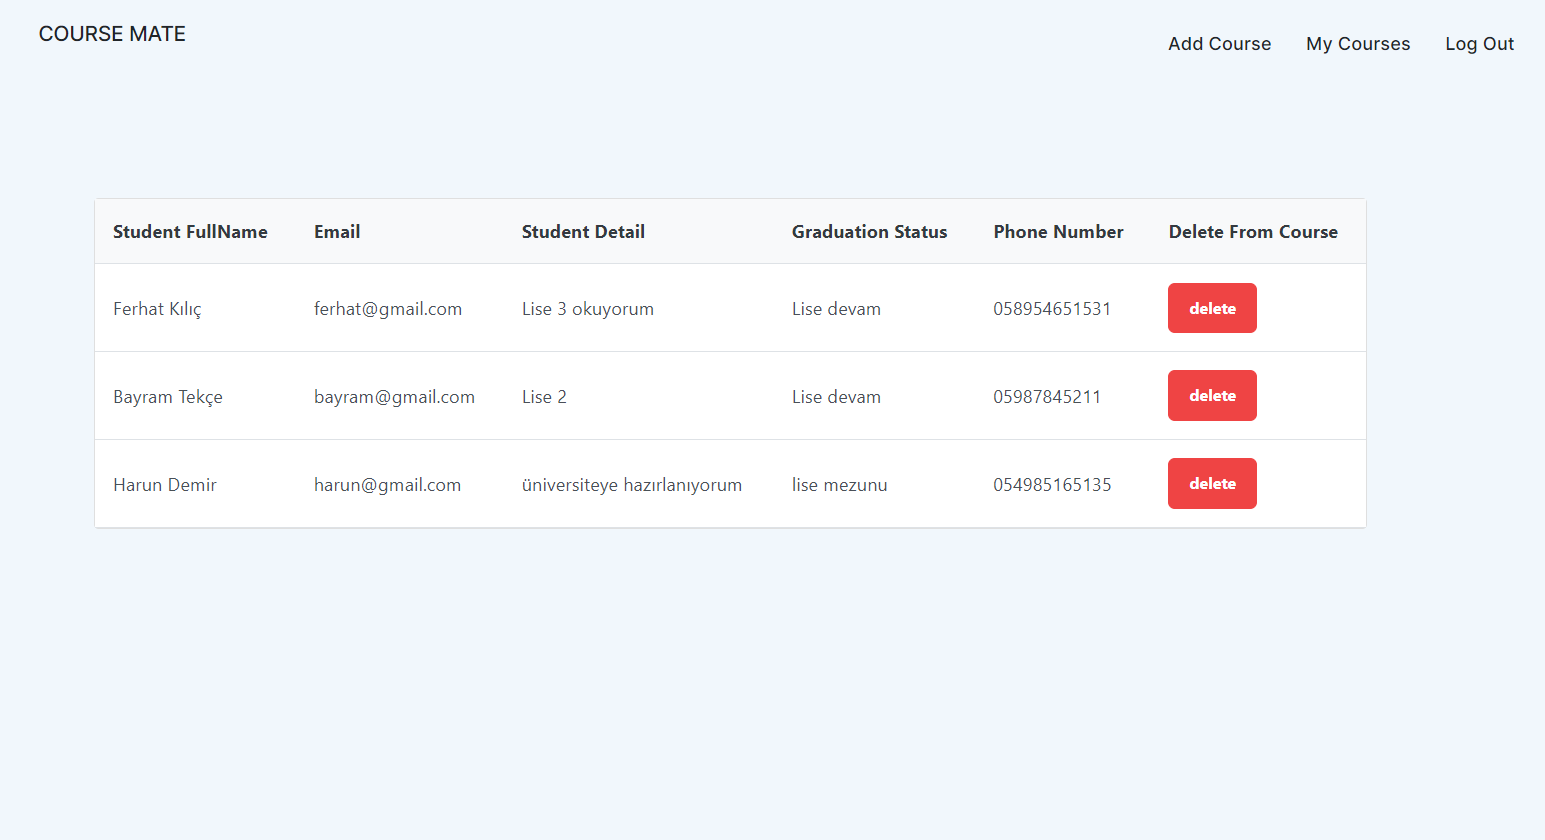 COURSE MATE
Add Course My Courses Log Out
Student FullName Email Student Detail Graduation Status Phone Number Delete From Course
Ferhat Kılıç ferhat@gmail.com Lise 3 okuyorum Lise devam 058954651531 delete
Bayram Tekçe bayram@gmail.com Lise 2 Lise devam 05987845211 delete
Harun Demir harun@gmail.com üniversiteye hazırlanıyorum lise mezunu 054985165135 delete